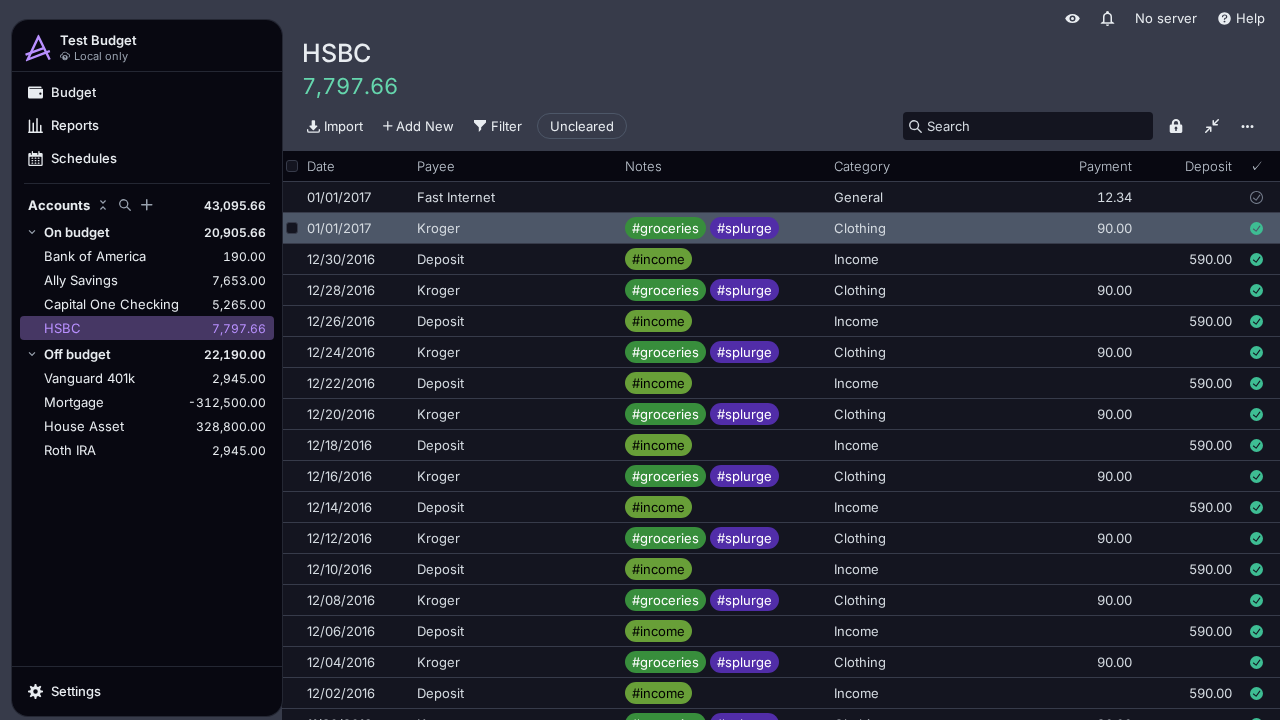 Test Budget
Local only
Budget
Reports
Schedules
Accounts 43,095.66
On budget 20,905.66
Bank of America 190.00
Ally Savings 7,653.00
Capital One Checking 5,265.00
HSBC 7,797.66
Off budget 22,190.00
Vanguard 401k 2,945.00
Mortgage -312,500.00
House Asset 328,800.00
Roth IRA 2,945.00
Settings
No server Help
HSBC
7,797.66
Import Add New Filter Uncleared Search
Date Payee Notes Category Payment Deposit ✓
01/01/2017 Fast Internet General 12.34
01/01/2017 Kroger #groceries #splurge Clothing 90.00
12/30/2016 Deposit #income Income 590.00
12/28/2016 Kroger #groceries #splurge Clothing 90.00
12/26/2016 Deposit #income Income 590.00
12/24/2016 Kroger #groceries #splurge Clothing 90.00
12/22/2016 Deposit #income Income 590.00
12/20/2016 Kroger #groceries #splurge Clothing 90.00
12/18/2016 Deposit #income Income 590.00
12/16/2016 Kroger #groceries #splurge Clothing 90.00
12/14/2016 Deposit #income Income 590.00
12/12/2016 Kroger #groceries #splurge Clothing 90.00
12/10/2016 Deposit #income Income 590.00
12/08/2016 Kroger #groceries #splurge Clothing 90.00
12/06/2016 Deposit #income Income 590.00
12/04/2016 Kroger #groceries #splurge Clothing 90.00
12/02/2016 Deposit #income Income 590.00